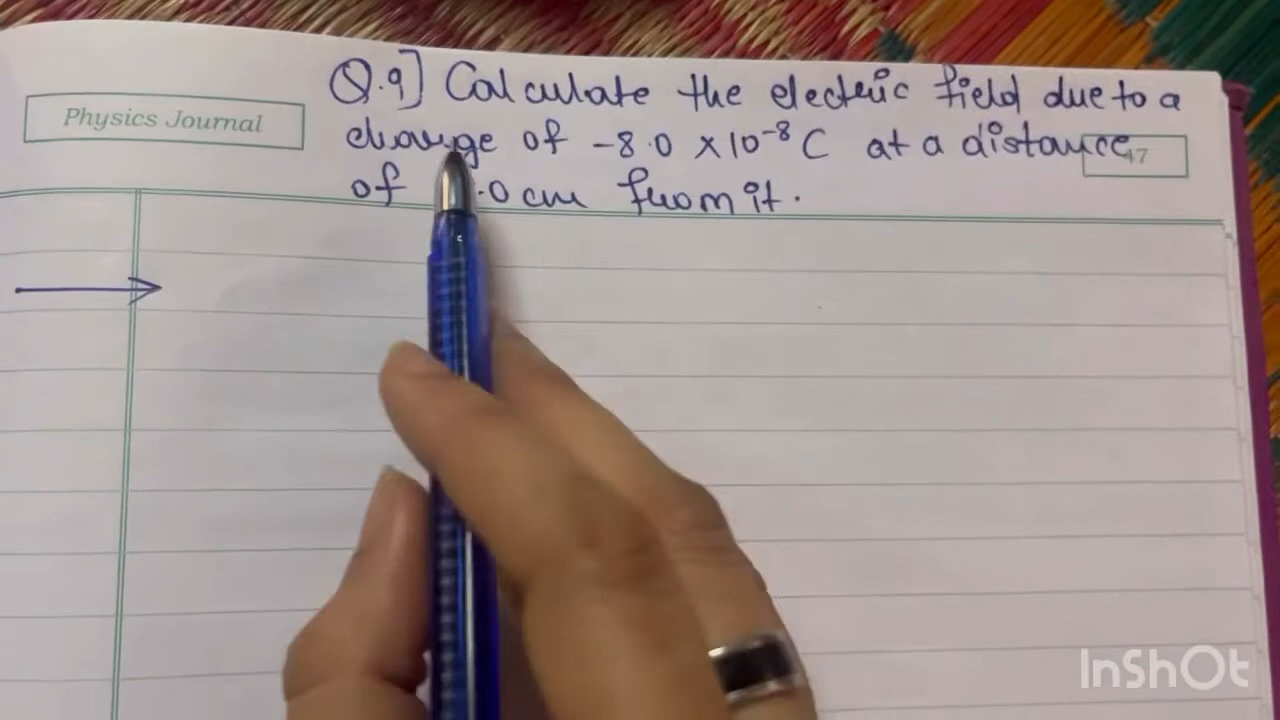 Physics Journal
Q.9] Calculate the electric field due to a
charge of -8.0 ×10⁻⁸ C at a distance
47
of .0 cm from it.
InShOt